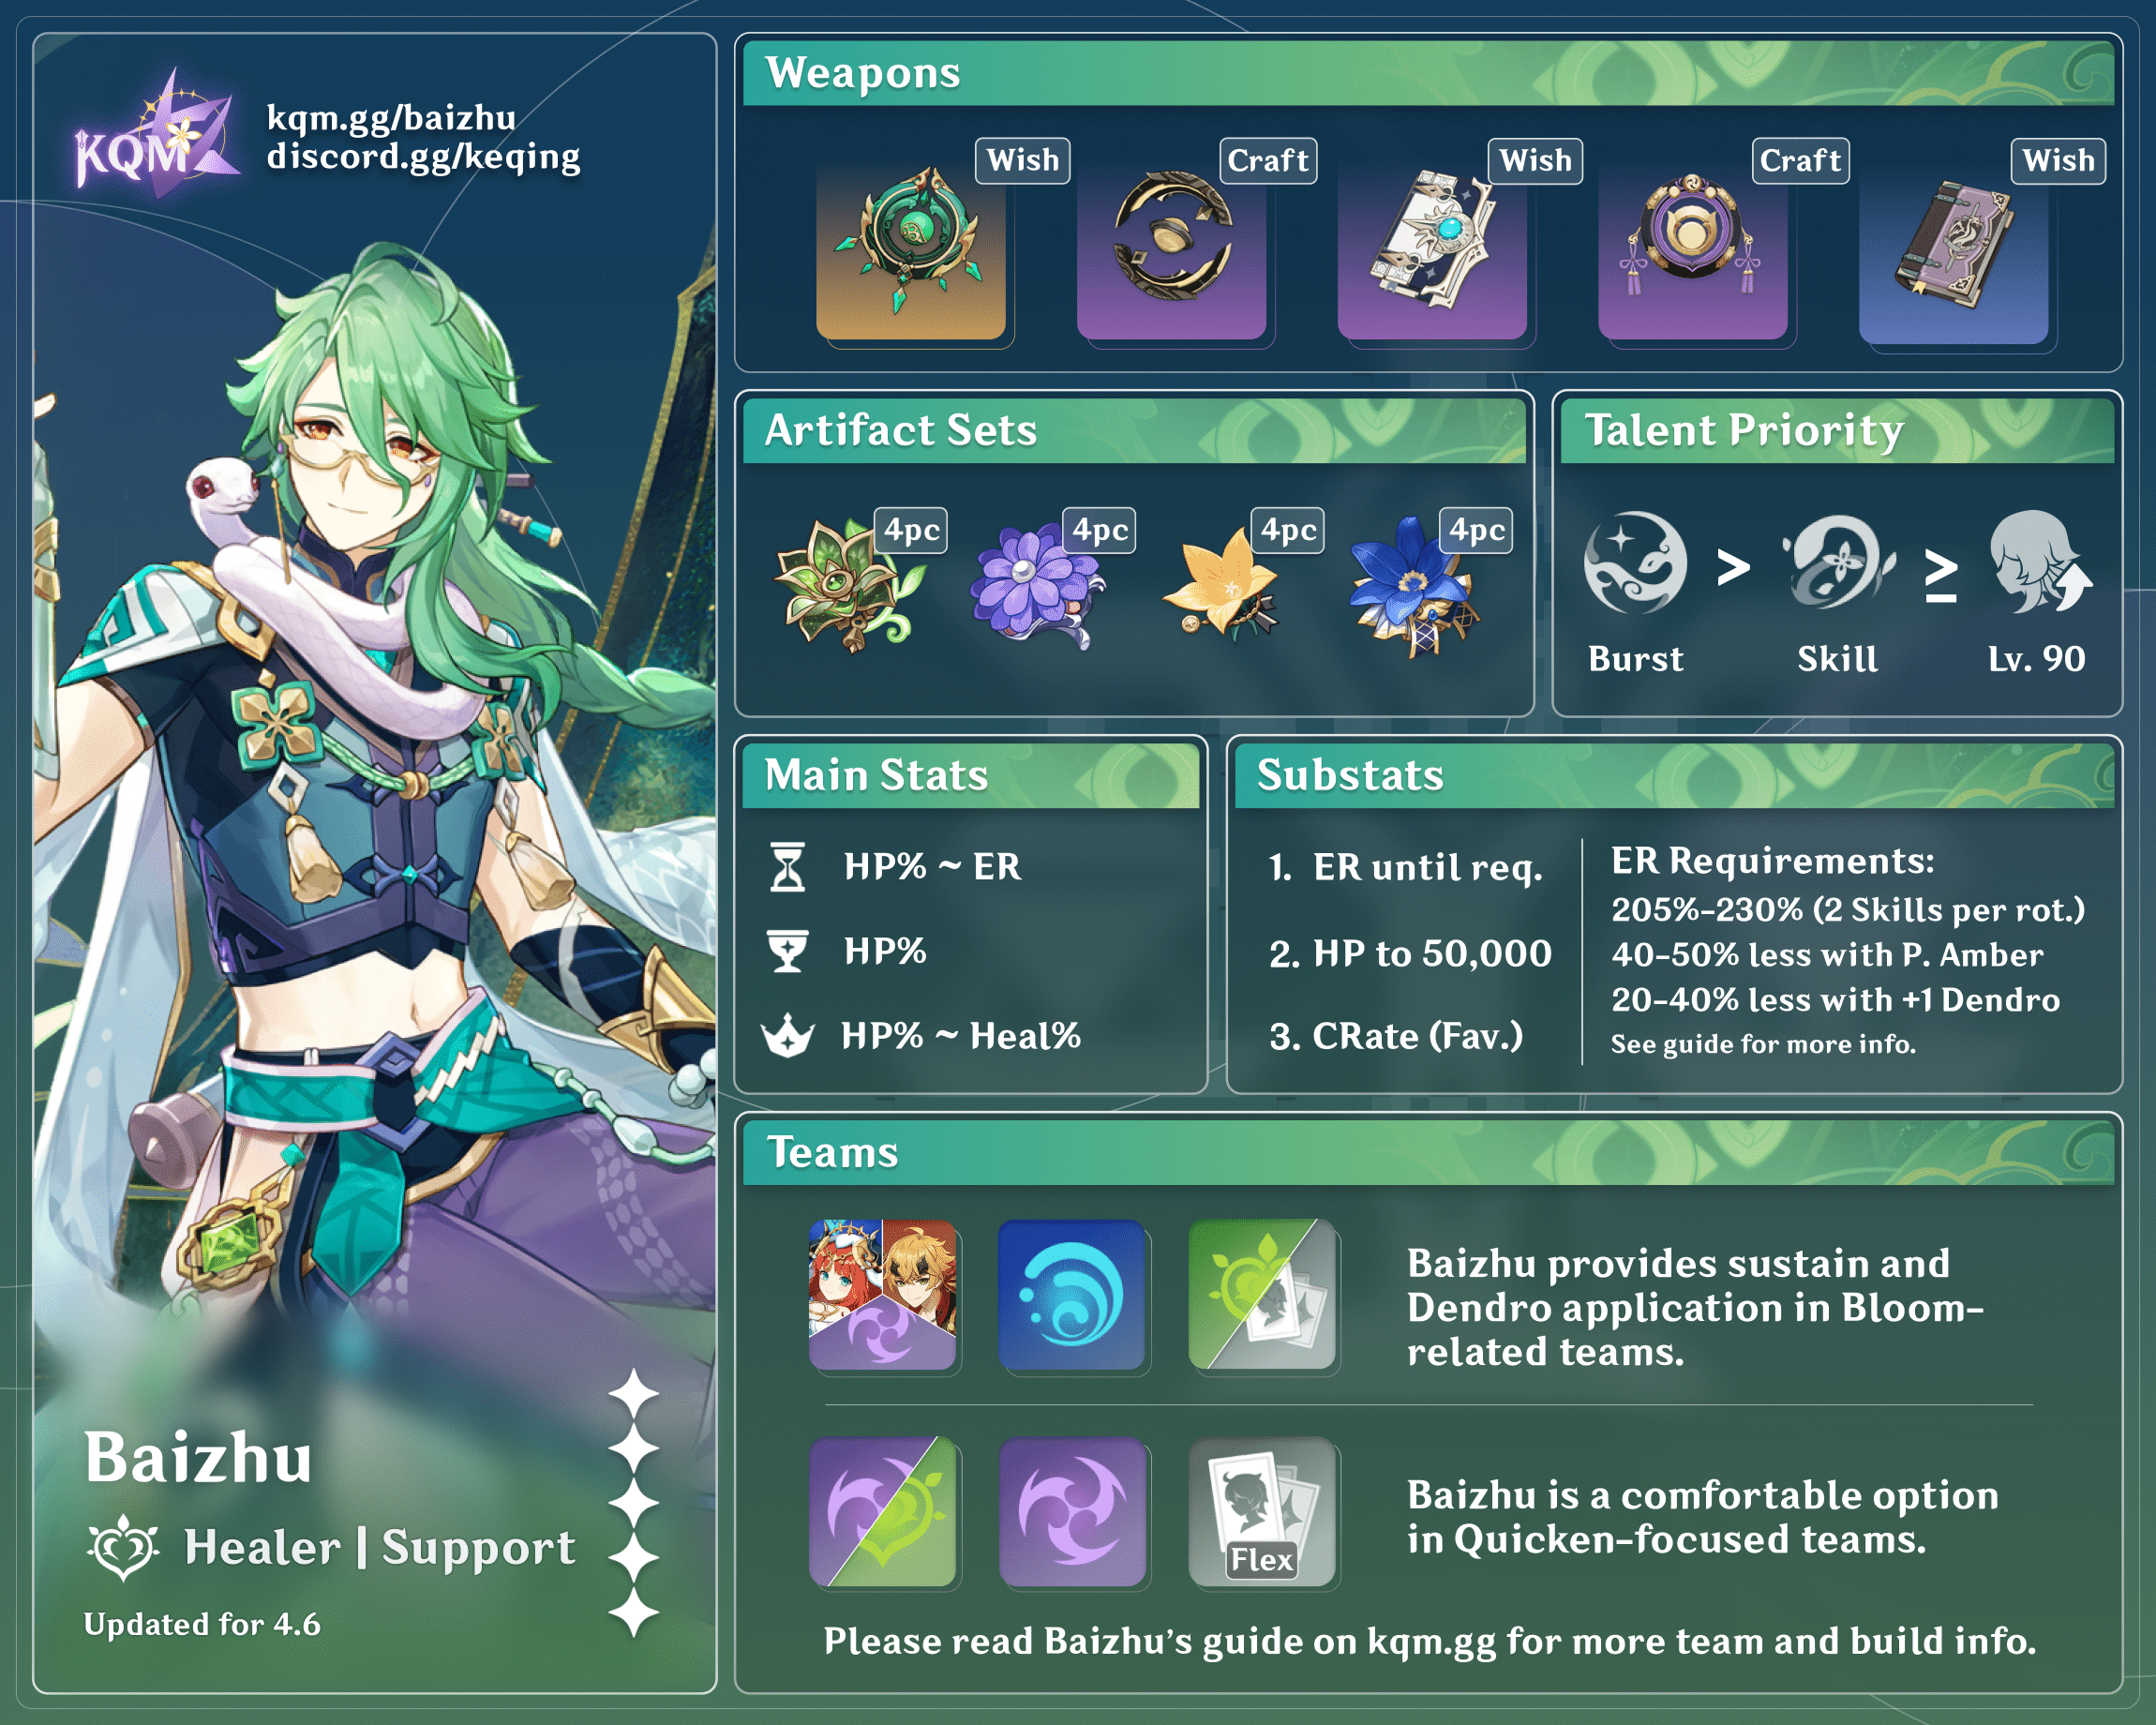 KQM
kqm.gg/baizhu
discord.gg/keqing
Baizhu
Healer | Support
Updated for 4.6
Weapons
Wish
Craft
Wish
Craft
Wish
Artifact Sets
4pc
4pc
4pc
4pc
Talent Priority
> ≥
Burst
Skill
Lv. 90
Main Stats
HP% ~ ER
HP%
HP% ~ Heal%
Substats
1. ER until req.
2. HP to 50,000
3. CRate (Fav.)
ER Requirements:
205%-230% (2 Skills per rot.)
40-50% less with P. Amber
20-40% less with +1 Dendro
See guide for more info.
Teams
Baizhu provides sustain and
Dendro application in Bloom-
related teams.
Flex
Baizhu is a comfortable option
in Quicken-focused teams.
Please read Baizhu's guide on kqm.gg for more team and build info.